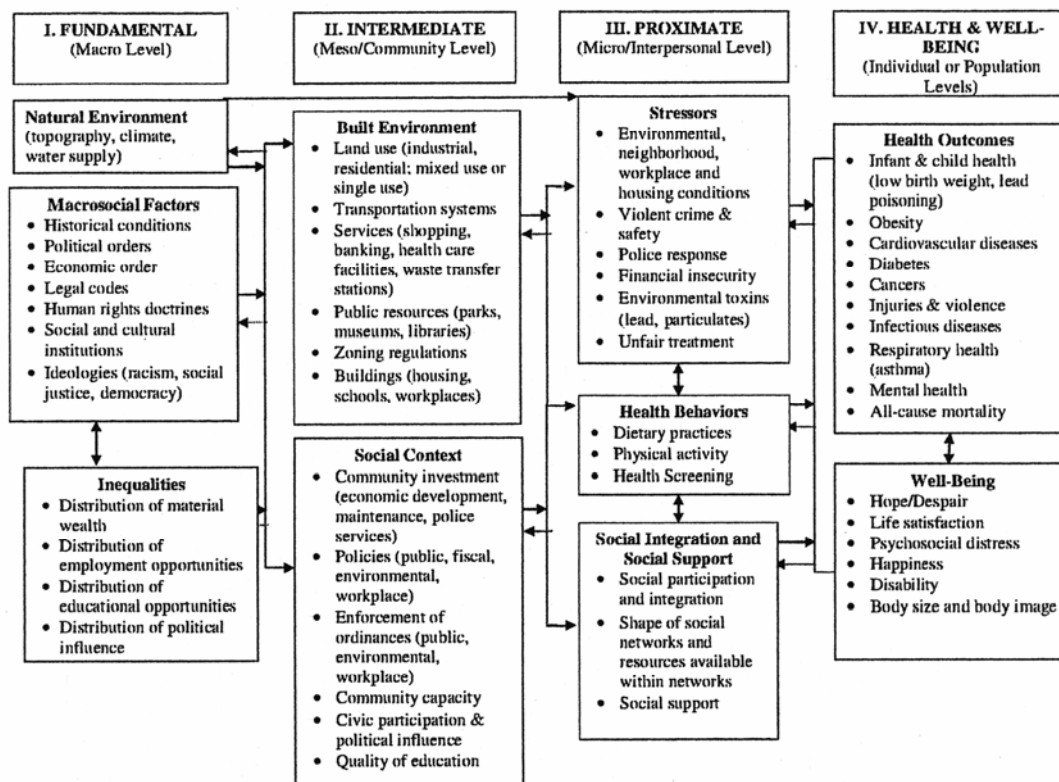 I. FUNDAMENTAL
(Macro Level)
II. INTERMEDIATE
(Meso/Community Level)
III. PROXIMATE
(Micro/Interpersonal Level)
IV. HEALTH & WELL-
BEING
(Individual or Population
Levels)
Natural Environment
(topography, climate,
water supply)
Macrosocial Factors
• Historical conditions
• Political orders
• Economic order
• Legal codes
• Human rights doctrines
• Social and cultural
institutions
• Ideologies (racism, social
justice, democracy)
Inequalities
• Distribution of material
wealth
• Distribution of
employment opportunities
• Distribution of
educational opportunities
• Distribution of political
influence
Built Environment
• Land use (industrial,
residential; mixed use or
single use)
• Transportation systems
• Services (shopping,
banking, health care
facilities, waste transfer
stations)
• Public resources (parks,
museums, libraries)
• Zoning regulations
• Buildings (housing,
schools, workplaces)
Social Context
• Community investment
(economic development,
maintenance, police
services)
• Policies (public, fiscal,
environmental,
workplace)
• Enforcement of
ordinances (public,
environmental,
workplace)
• Community capacity
• Civic participation &
political influence
• Quality of education
Stressors
• Environmental,
neighborhood,
workplace and
housing conditions
• Violent crime &
safety
• Police response
• Financial insecurity
• Environmental toxins
(lead, particulates)
• Unfair treatment
Health Behaviors
• Dietary practices
• Physical activity
• Health Screening
Social Integration and
Social Support
• Social participation
and integration
• Shape of social
networks and
resources available
within networks
• Social support
Health Outcomes
• Infant & child health
(low birth weight, lead
poisoning)
• Obesity
• Cardiovascular diseases
• Diabetes
• Cancers
• Injuries & violence
• Infectious diseases
• Respiratory health
(asthma)
• Mental health
• All-cause mortality
Well-Being
• Hope/Despair
• Life satisfaction
• Psychosocial distress
• Happiness
• Disability
• Body size and body image